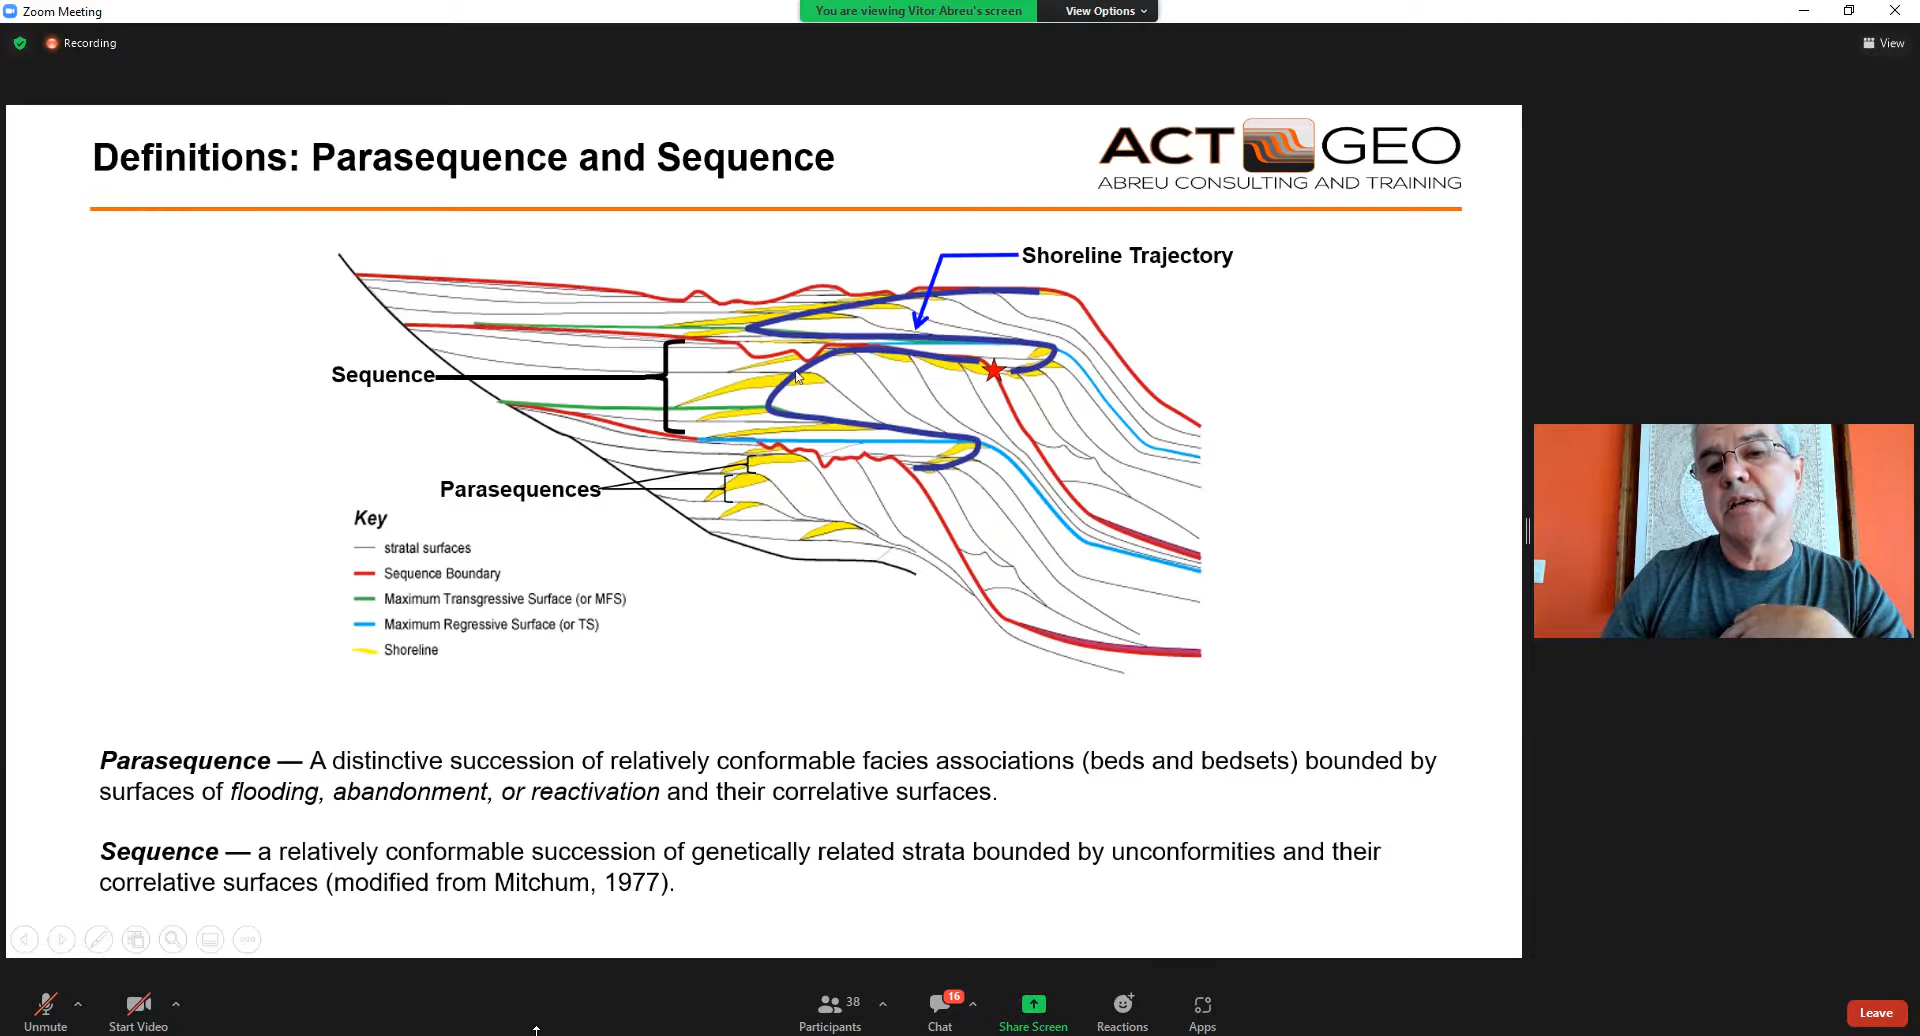 Zoom Meeting
You are viewing Vitor Abreu's screen
View Options
Recording
View
Definitions: Parasequence and Sequence
ACT GEO
ABREU CONSULTING AND TRAINING
Shoreline Trajectory
Sequence
Parasequences
Key
stratal surfaces
Sequence Boundary
Maximum Transgressive Surface (or MFS)
Maximum Regressive Surface (or TS)
Shoreline
Parasequence — A distinctive succession of relatively conformable facies associations (beds and bedsets) bounded by
surfaces of flooding, abandonment, or reactivation and their correlative surfaces.
Sequence — a relatively conformable succession of genetically related strata bounded by unconformities and their
correlative surfaces (modified from Mitchum, 1977).
Unmute
Start Video
38
Participants
16
Chat
Share Screen
Reactions
Apps
Leave